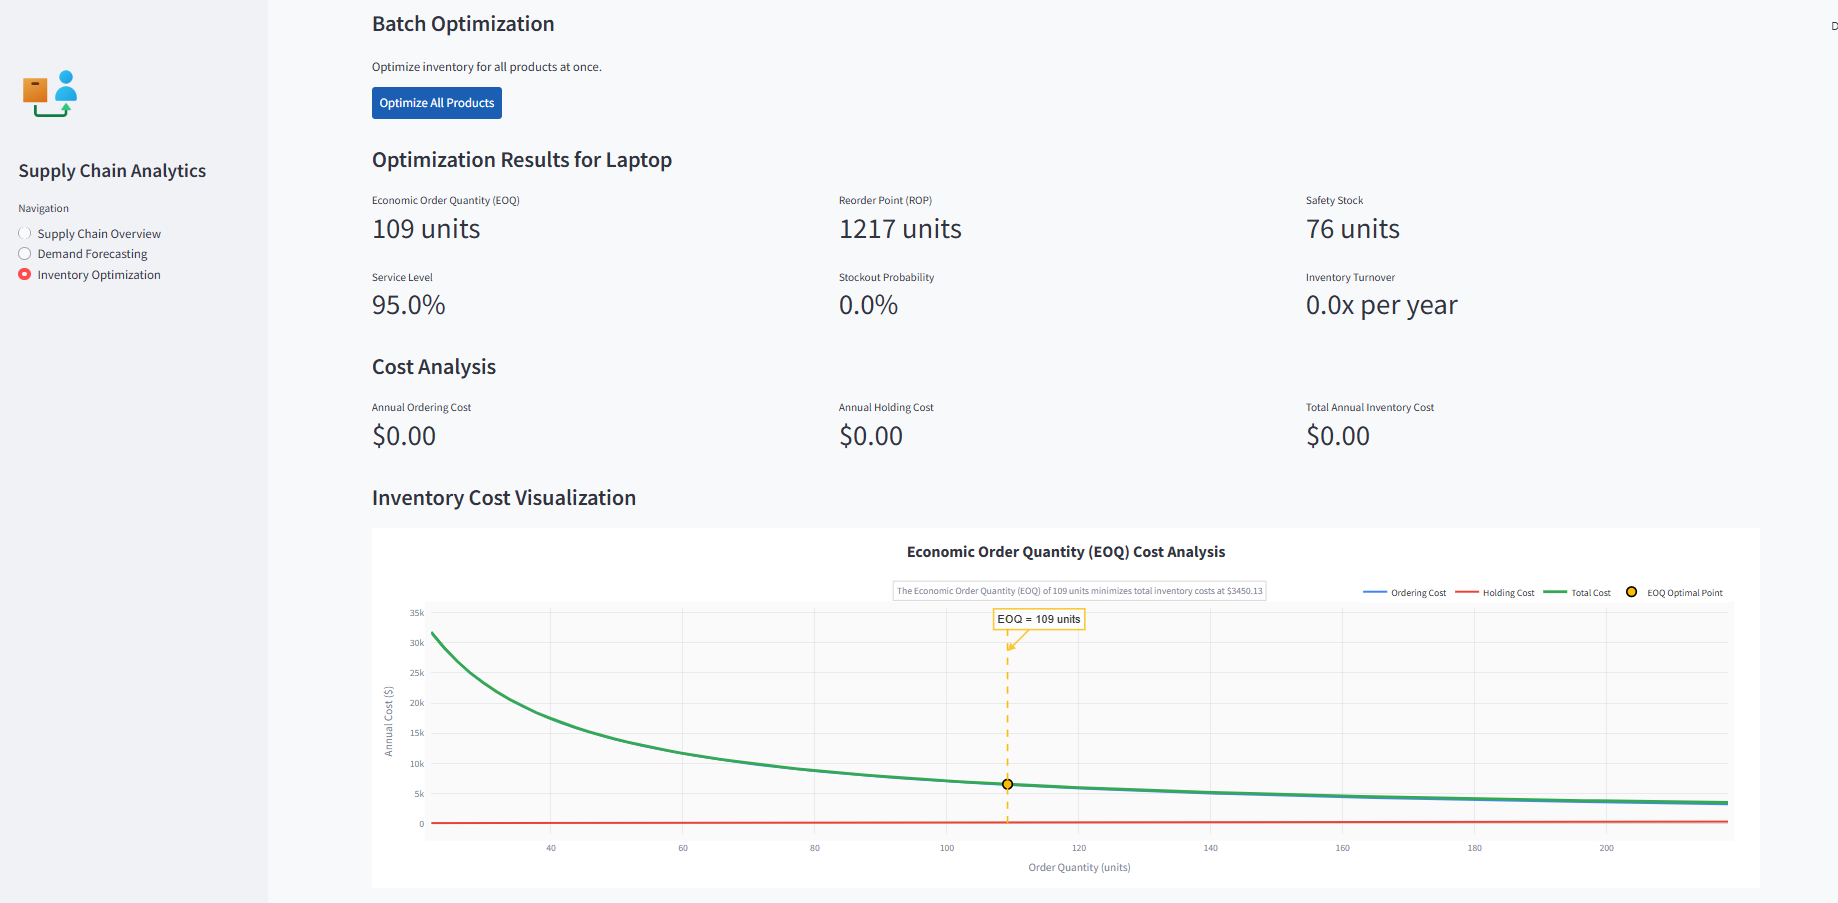 Supply Chain Analytics
Navigation
Supply Chain Overview
Demand Forecasting
Inventory Optimization
D
Batch Optimization
Optimize inventory for all products at once.
Optimize All Products
Optimization Results for Laptop
Economic Order Quantity (EOQ)
109 units
Reorder Point (ROP)
1217 units
Safety Stock
76 units
Service Level
95.0%
Stockout Probability
0.0%
Inventory Turnover
0.0x per year
Cost Analysis
Annual Ordering Cost
$0.00
Annual Holding Cost
$0.00
Total Annual Inventory Cost
$0.00
Inventory Cost Visualization
Economic Order Quantity (EOQ) Cost Analysis
The Economic Order Quantity (EOQ) of 109 units minimizes total inventory costs at $3450.13
Ordering Cost
Holding Cost
Total Cost
EOQ Optimal Point
EOQ = 109 units
Annual Cost ($)
35k
30k
25k
20k
15k
10k
5k
0
40
60
80
100
120
140
160
180
200
Order Quantity (units)